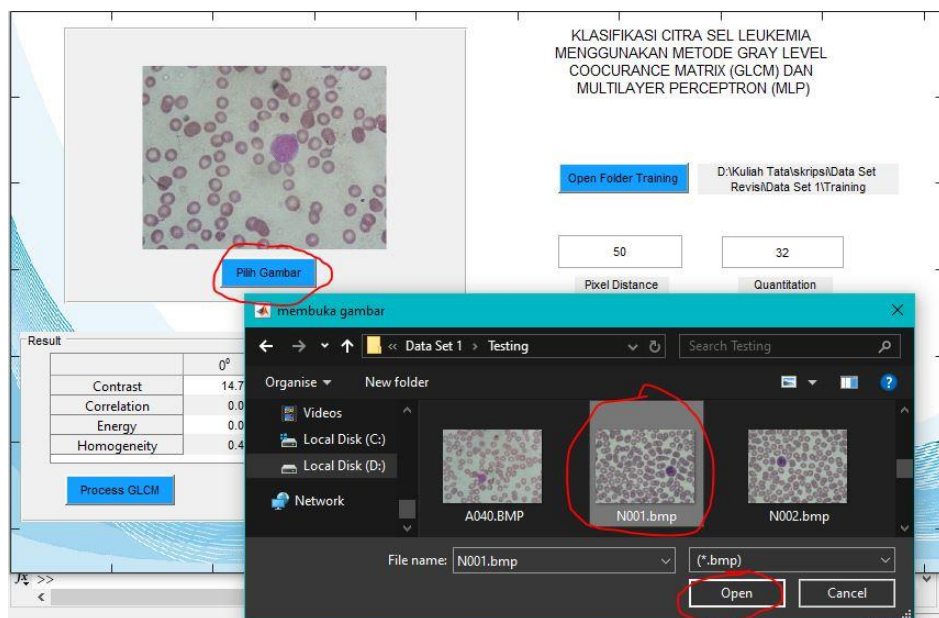 KLASIFIKASI CITRA SEL LEUKEMIA
MENGGUNAKAN METODE GRAY LEVEL
COOCURANCE MATRIX (GLCM) DAN
MULTILAYER PERCEPTRON (MLP)
Open Folder Training
D:\Kuliah Tata\skripsi\Data Set
Revisi\Data Set 1\Training
Pilih Gambar
50
32
Pixel Distance
Quantitation
membuka gambar
« Data Set 1 > Testing
Search Testing
Organise
New folder
Videos
Local Disk (C:)
Local Disk (D:)
Network
A040.BMP
N001.bmp
N002.bmp
File name:
N001.bmp
(*.bmp)
Open
Cancel
Result
0⁰
Contrast 14.7
Correlation 0.0
Energy 0.0
Homogeneity 0.4
Process GLCM
fx >>